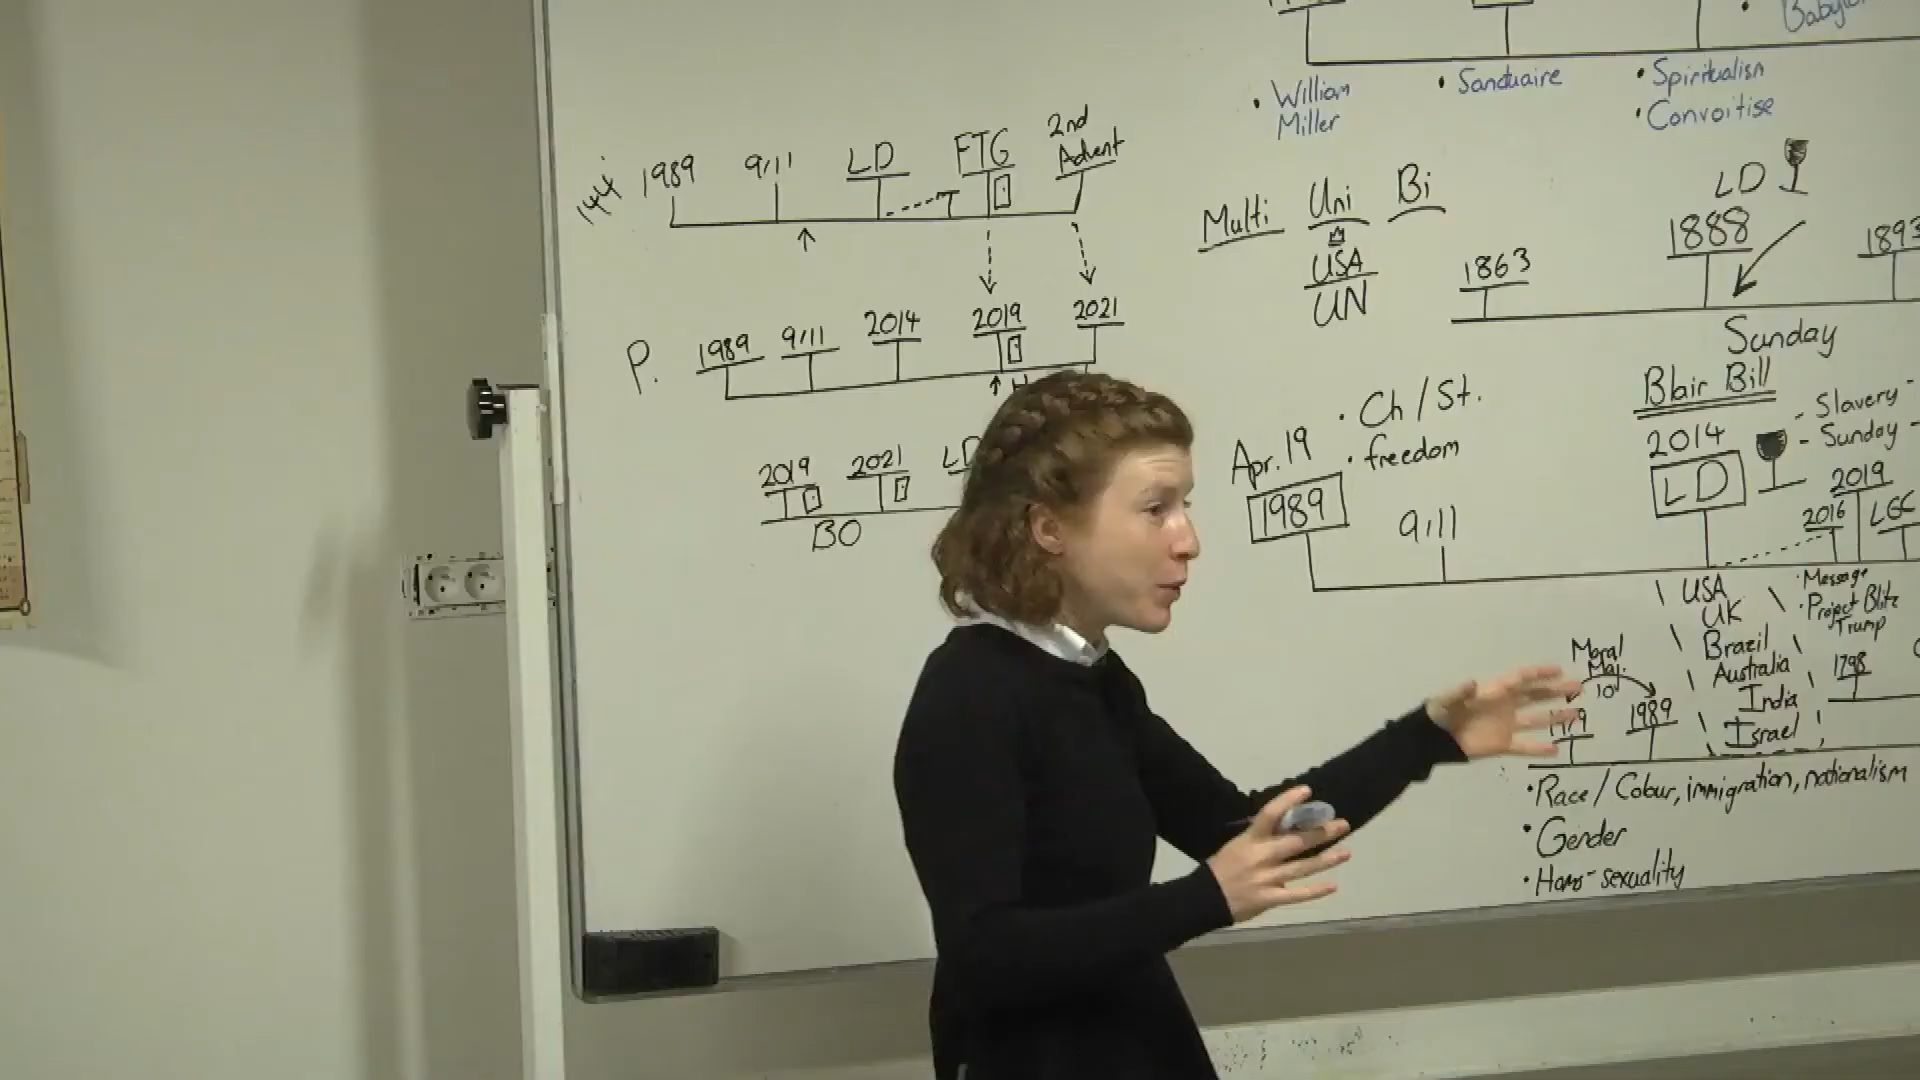 • William
Miller
• Sanctuaire
• Spiritualism
• Convoitise
144
1989
9/11
LD
FTG
2nd
Advent
P.
1989
9/11
2014
2019
2021
2019
2021
LD
BO
Multi
Uni
Bi
USA
UN
1863
LD
1888
1893
Sunday
Blair Bill
- Slavery -
- Sunday -
Apr. 19
• Ch / St.
• freedom
1989
9/11
2014
LD
2019
2016
LGC
USA
UK
Brazil
Australia
India
Israel
• Message
• Project Blitz
Trump
1798
Moral
Maj.
10
1979
1989
• Race / Colour, immigration, nationalism
• Gender
• Homo-sexuality